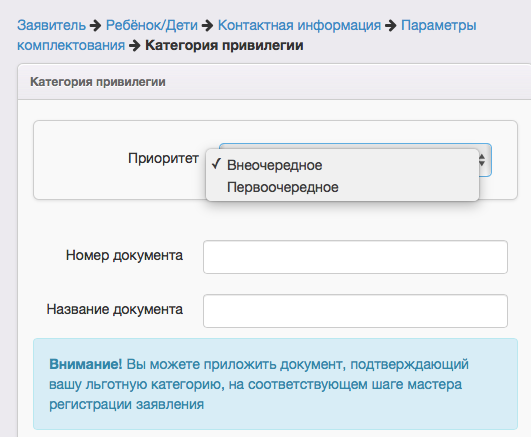 Заявитель → Ребёнок/Дети → Контактная информация → Параметры
комплектования → Категория привилегии
Категория привилегии
Приоритет
✓ Внеочередное
Первоочередное
Номер документа
Название документа
Внимание! Вы можете приложить документ, подтверждающий
вашу льготную категорию, на соответствующем шаге мастера
регистрации заявления